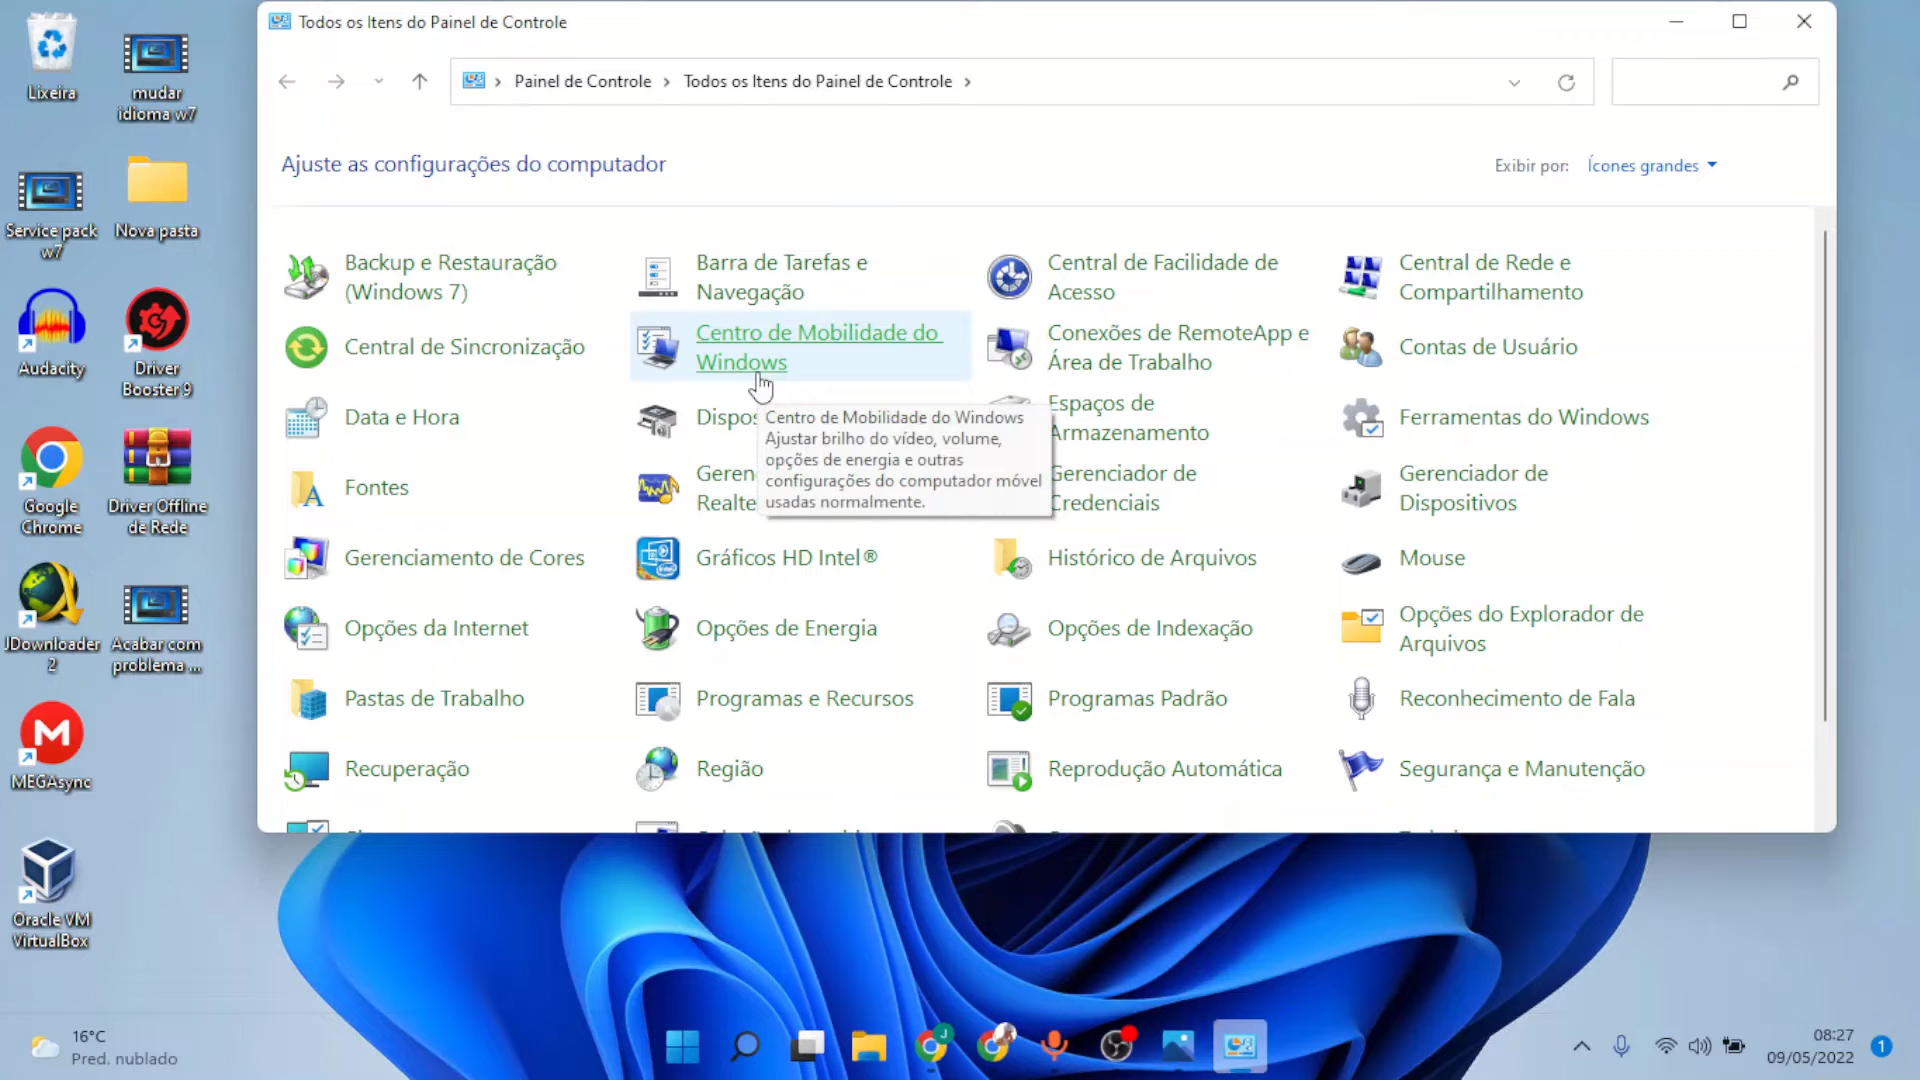 Todos os Itens do Painel de Controle
Painel de Controle
Todos os Itens do Painel de Controle
Ajuste as configurações do computador
Exibir por:
Ícones grandes
Backup e Restauração
(Windows 7)
Barra de Tarefas e
Navegação
Central de Facilidade de
Acesso
Central de Rede e
Compartilhamento
Central de Sincronização
Centro de Mobilidade do
Windows
Conexões de RemoteApp e
Área de Trabalho
Contas de Usuário
Data e Hora
Centro de Mobilidade do Windows
Ajustar brilho do vídeo, volume,
opções de energia e outras
configurações do computador móvel
usadas normalmente.
Espaços de
Armazenamento
Ferramentas do Windows
Fontes
Gerenciador de
Credenciais
Gerenciador de
Dispositivos
Gerenciamento de Cores
Gráficos HD Intel®
Histórico de Arquivos
Mouse
Opções da Internet
Opções de Energia
Opções de Indexação
Opções do Explorador de
Arquivos
Pastas de Trabalho
Programas e Recursos
Programas Padrão
Reconhecimento de Fala
Recuperação
Região
Reprodução Automática
Segurança e Manutenção
Lixeira
mudar
idioma w7
Service pack
w7
Nova pasta
Audacity
Driver
Booster 9
Google
Chrome
Driver Offline
de Rede
JDownloader
2
Acabar com
problema ...
MEGAsync
Oracle VM
VirtualBox
16°C
Pred. nublado
J
08:27
09/05/2022
1